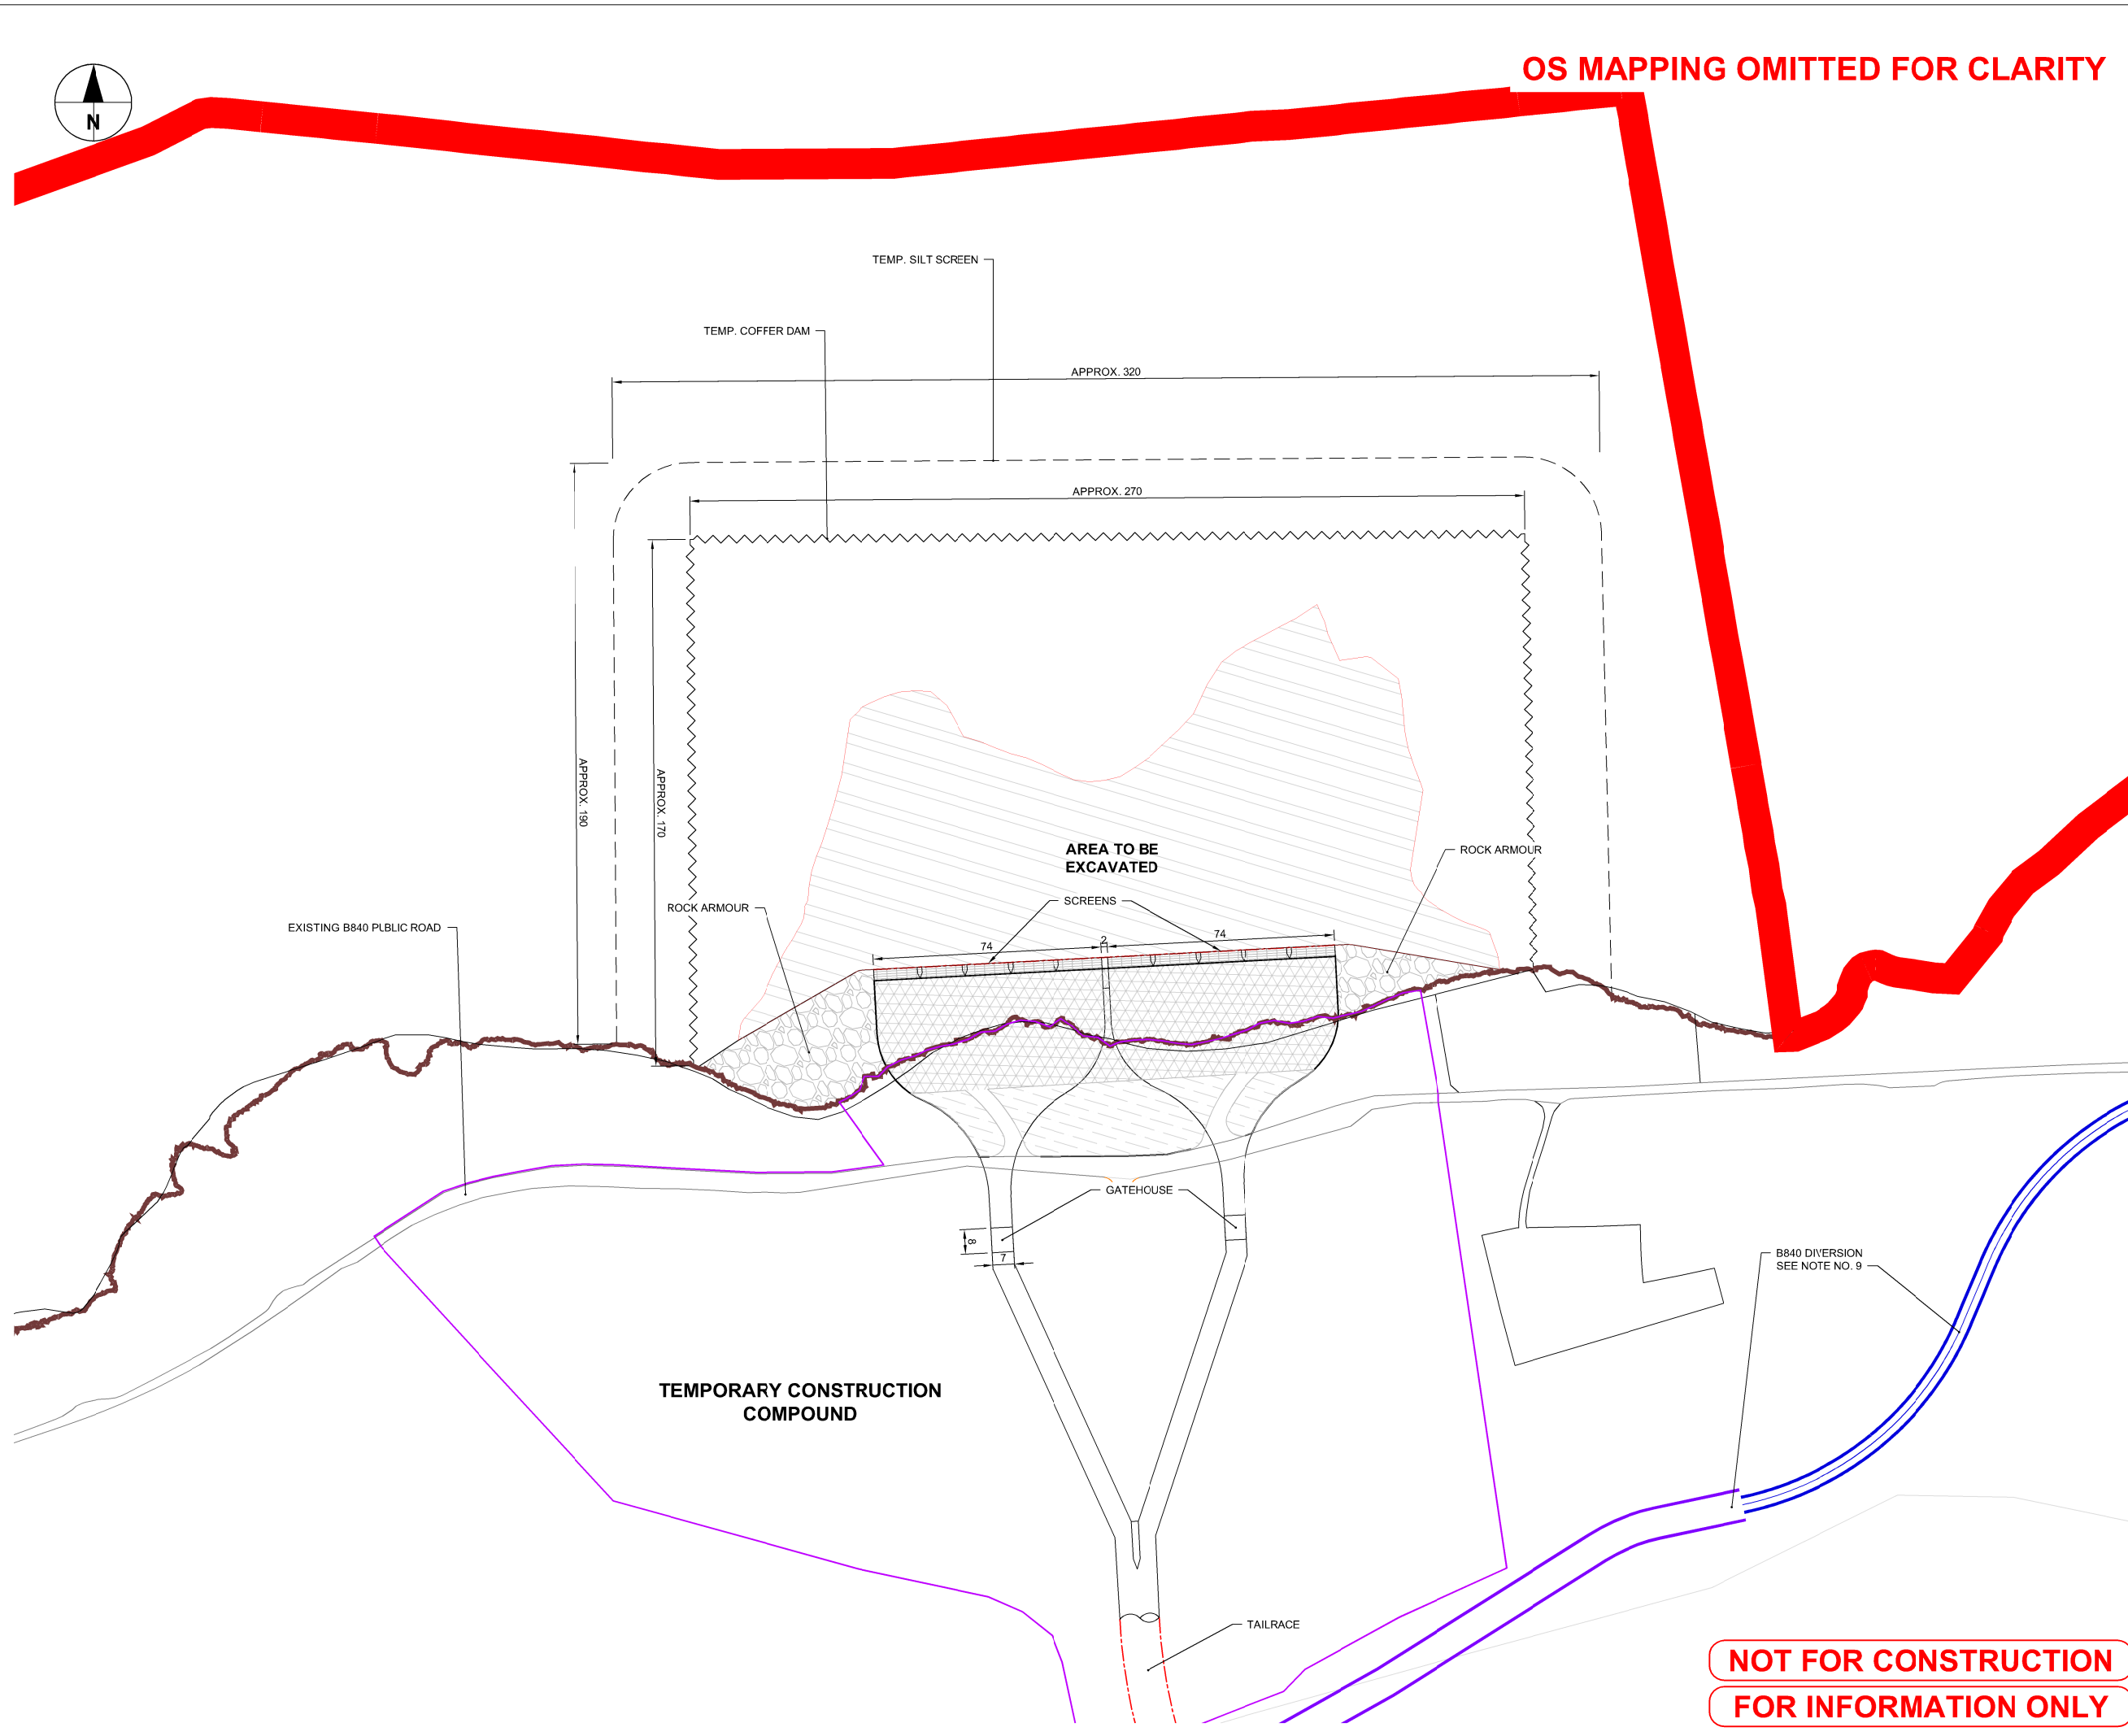 OS MAPPING OMITTED FOR CLARITY
N
TEMP. SILT SCREEN
TEMP. COFFER DAM
APPROX. 320
APPROX. 270
APPROX. 190
APPROX. 170
AREA TO BE
EXCAVATED
ROCK ARMOUR
SCREENS
ROCK ARMOUR
EXISTING B840 PUBLIC ROAD
74
2
74
GATEHOUSE
8
7
B840 DIVERSION
SEE NOTE NO. 9
TEMPORARY CONSTRUCTION
COMPOUND
TAILRACE
NOT FOR CONSTRUCTION
FOR INFORMATION ONLY